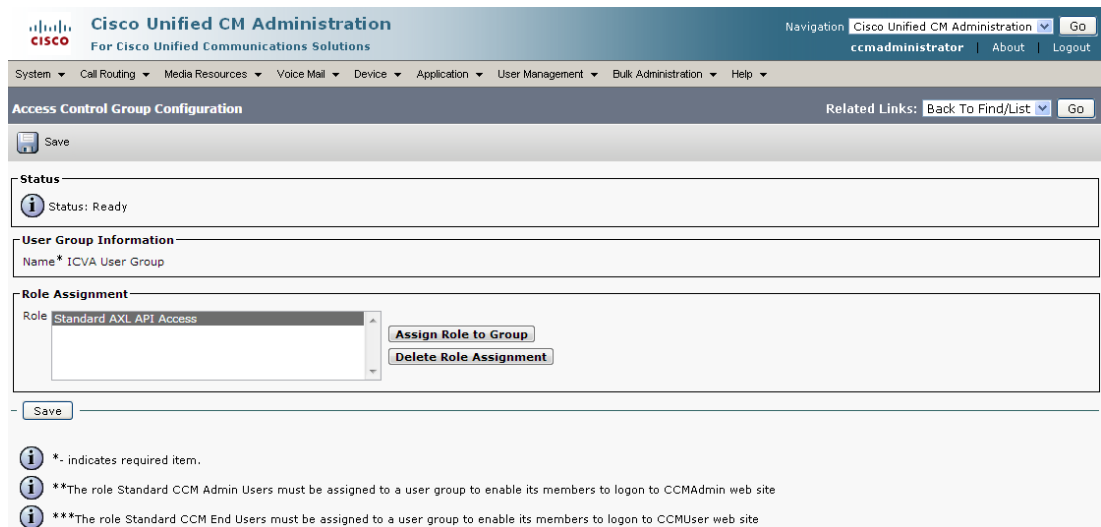 Cisco Unified CM Administration
CISCO
For Cisco Unified Communications Solutions
Navigation Cisco Unified CM Administration Go
ccmadministrator | About | Logout
System Call Routing Media Resources Voice Mail Device Application User Management Bulk Administration Help
Access Control Group Configuration
Related Links: Back To Find/List Go
Save
Status
i Status: Ready
User Group Information
Name* ICVA User Group
Role Assignment
Role Standard AXL API Access
Assign Role to Group
Delete Role Assignment
Save
i *- indicates required item.
i **The role Standard CCM Admin Users must be assigned to a user group to enable its members to logon to CCMAdmin web site
i ***The role Standard CCM End Users must be assigned to a user group to enable its members to logon to CCMUser web site